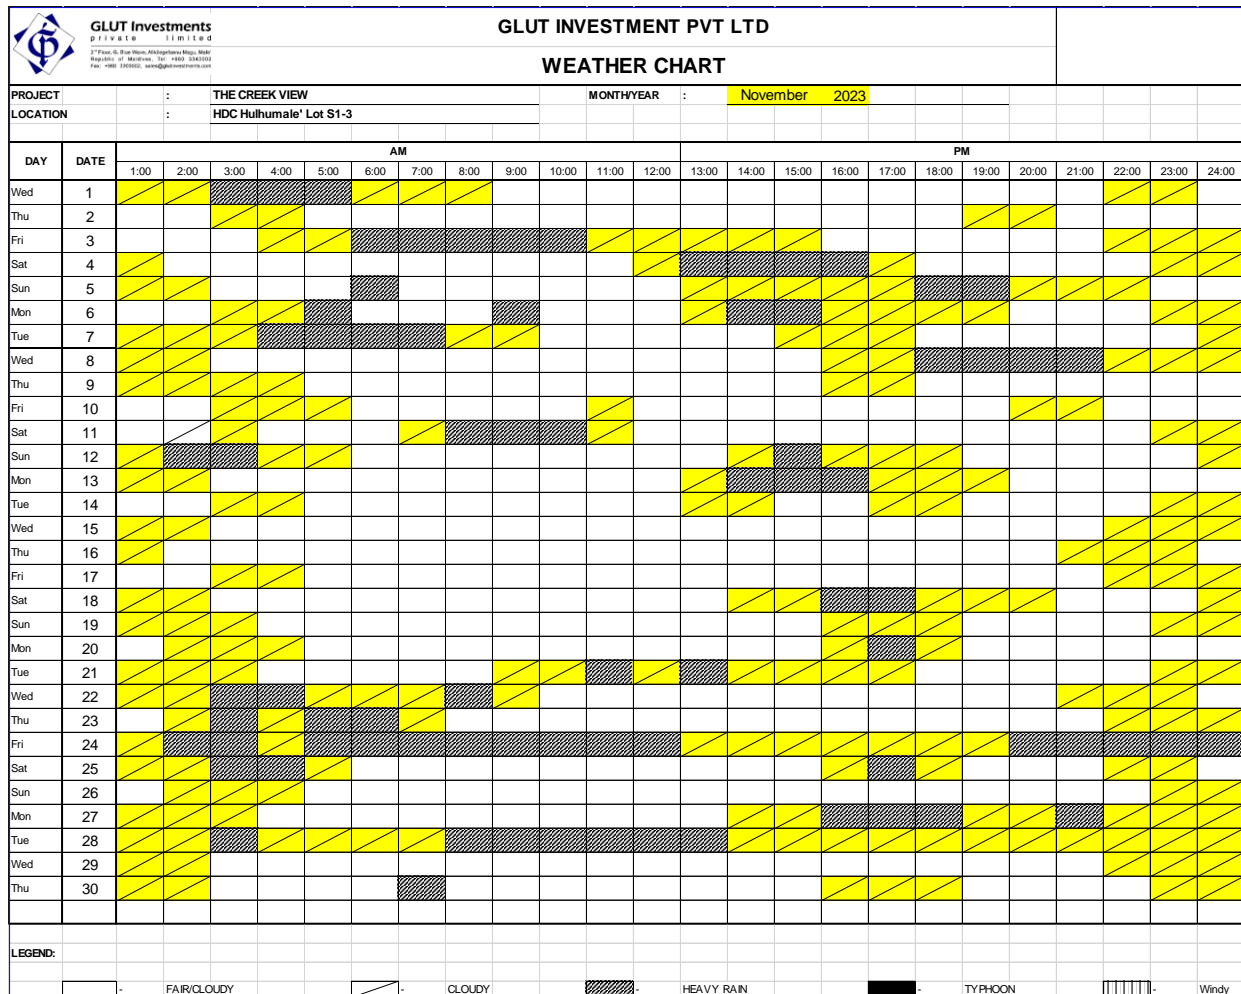 GLUT Investments
private limited
GLUT INVESTMENT PVT LTD
WEATHER CHART
PROJECT : THE CREEK VIEW MONTH/YEAR : November 2023
LOCATION : HDC Hulhumale' Lot S1-3
DAY DATE AM PM
1:00 2:00 3:00 4:00 5:00 6:00 7:00 8:00 9:00 10:00 11:00 12:00 13:00 14:00 15:00 16:00 17:00 18:00 19:00 20:00 21:00 22:00 23:00 24:00
Wed 1
Thu 2
Fri 3
Sat 4
Sun 5
Mon 6
Tue 7
Wed 8
Thu 9
Fri 10
Sat 11
Sun 12
Mon 13
Tue 14
Wed 15
Thu 16
Fri 17
Sat 18
Sun 19
Mon 20
Tue 21
Wed 22
Thu 23
Fri 24
Sat 25
Sun 26
Mon 27
Tue 28
Wed 29
Thu 30
LEGEND:
- FAIR/CLOUDY - CLOUDY - HEAVY RAIN - TYPHOON - Windy